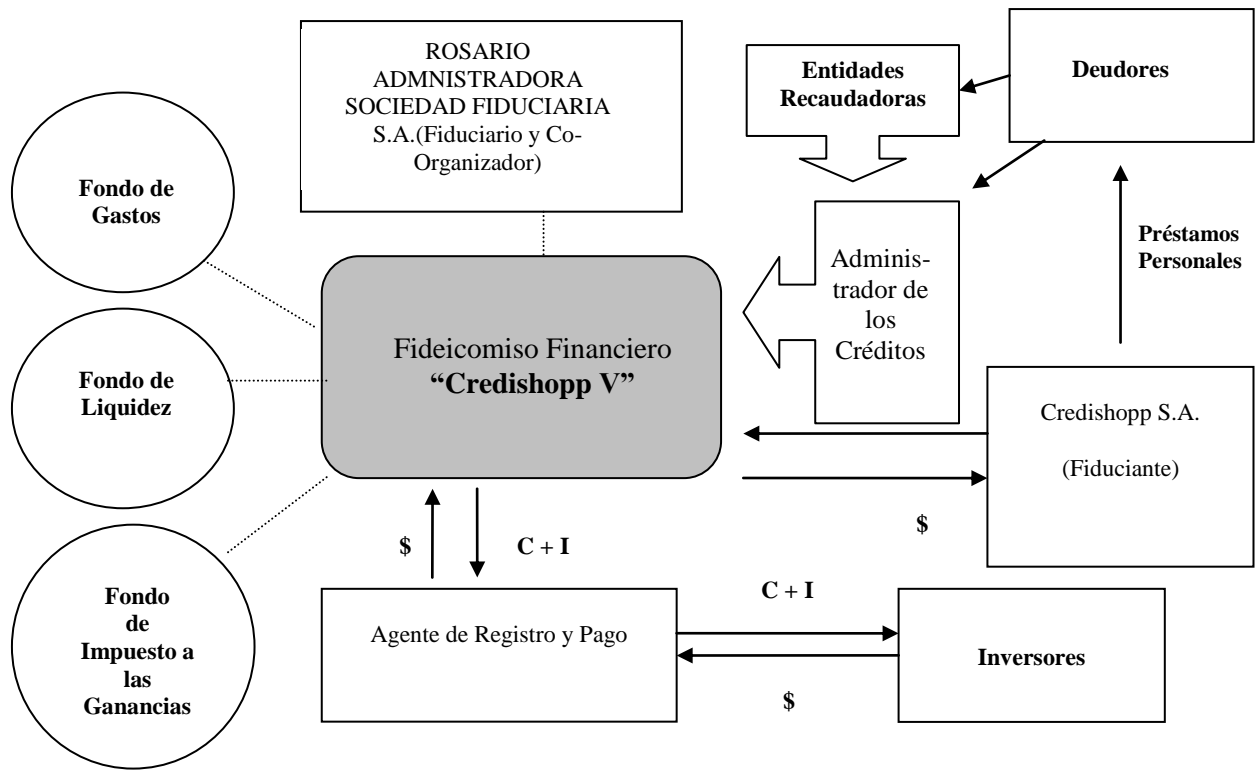 ROSARIO
ADMNISTRADORA
SOCIEDAD FIDUCIARIA
S.A.(Fiduciario y Co-
Organizador)
Entidades
Recaudadoras
Deudores
Fondo de
Gastos
Préstamos
Personales
Adminis-
trador de
los
Créditos
Fideicomiso Financiero
“Credishopp V”
Fondo de
Liquidez
Credishopp S.A.
(Fiduciante)
$
$
C + I
Fondo
de
Impuesto a
las
Ganancias
Agente de Registro y Pago
C + I
Inversores
$